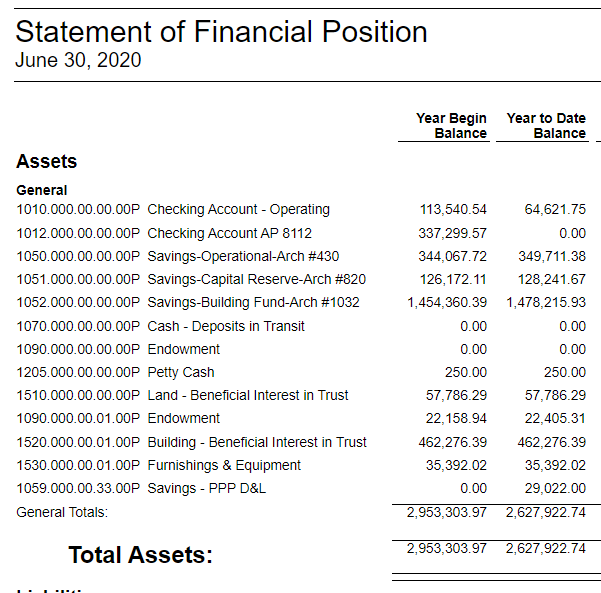 Statement of Financial Position
June 30, 2020
Year Begin Year to Date
Balance Balance
Assets
General
1010.000.00.00.00P Checking Account - Operating 113,540.54 64,621.75
1012.000.00.00.00P Checking Account AP 8112 337,299.57 0.00
1050.000.00.00.00P Savings-Operational-Arch #430 344,067.72 349,711.38
1051.000.00.00.00P Savings-Capital Reserve-Arch #820 126,172.11 128,241.67
1052.000.00.00.00P Savings-Building Fund-Arch #1032 1,454,360.39 1,478,215.93
1070.000.00.00.00P Cash - Deposits in Transit 0.00 0.00
1090.000.00.00.00P Endowment 0.00 0.00
1205.000.00.00.00P Petty Cash 250.00 250.00
1510.000.00.00.00P Land - Beneficial Interest in Trust 57,786.29 57,786.29
1090.000.00.01.00P Endowment 22,158.94 22,405.31
1520.000.00.01.00P Building - Beneficial Interest in Trust 462,276.39 462,276.39
1530.000.00.01.00P Furnishings & Equipment 35,392.02 35,392.02
1059.000.00.33.00P Savings - PPP D&L 0.00 29,022.00
General Totals: 2,953,303.97 2,627,922.74
Total Assets: 2,953,303.97 2,627,922.74